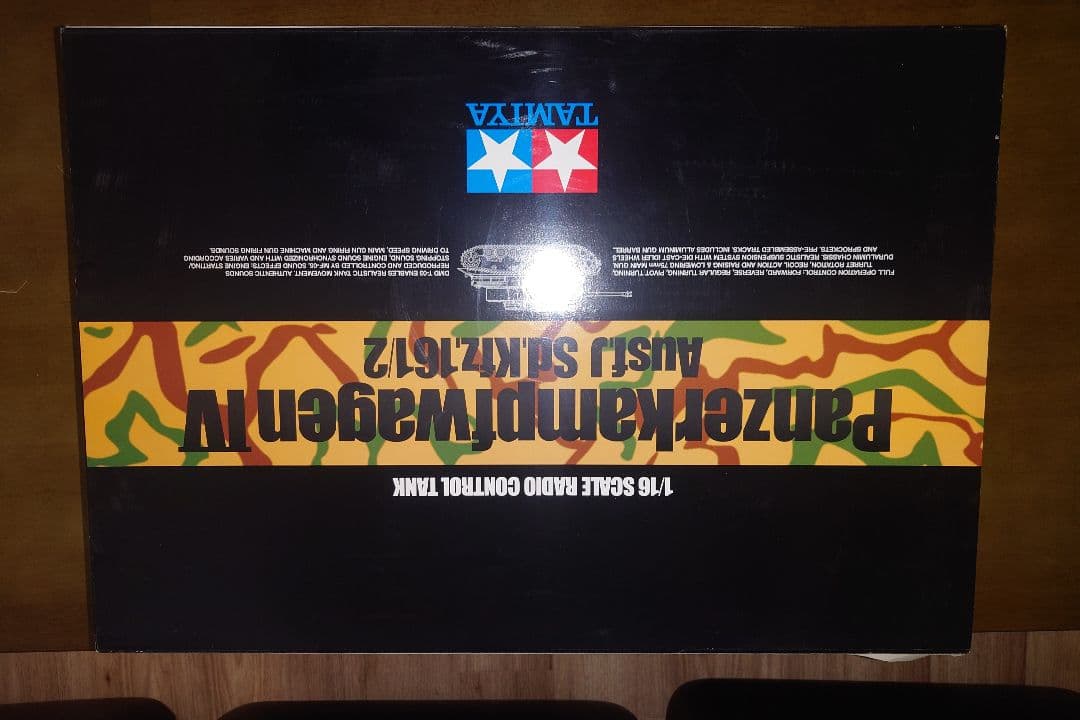 1/16 SCALE RADIO CONTROL TANK
Panzerkampfwagen IV
Ausf.J Sd.Kfz.161/2
FULL OPERATION CONTROL: FORWARD, REVERSE, REGULAR TURNING, PIVOT TURNING,
TURRET ROTATION, RECOIL ACTION AND RAISING & LOWERING 75mm MAIN GUN.
DURALUMIN CHASSIS. REALISTIC SUSPENSION SYSTEM WITH DIE-CAST IDLER WHEELS
AND SPROCKETS. PRE-ASSEMBLED TRACKS. INCLUDES ALUMINUM GUN BARREL.
DMD T-03 ENABLES REALISTIC TANK MOVEMENT. AUTHENTIC SOUNDS
REPRODUCED AND CONTROLLED BY MF-05. SOUND EFFECTS: ENGINE STARTING/
STOPPING SOUND, ENGINE SOUND SYNCHRONIZED WITH AND VARIES ACCORDING
TO DRIVING SPEED, MAIN GUN FIRING AND MACHINE GUN FIRING SOUNDS.
TAMIYA